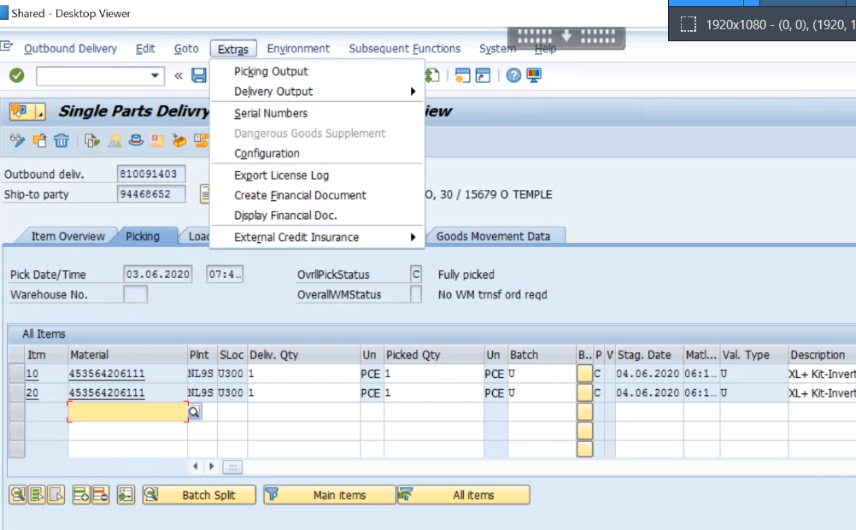 Shared - Desktop Viewer
1920x1080 - (0, 0), (1920, 1
Outbound Delivery Edit Goto Extras Environment Subsequent Functions System Help
Picking Output
Delivery Output
Serial Numbers
Dangerous Goods Supplement
Configuration
Export License Log
Create Financial Document
Display Financial Doc.
External Credit Insurance
Single Parts Delivry iew
Outbound deliv. 810091403
Ship-to party 94468652 O, 30 / 15679 O TEMPLE
Item Overview Picking Loa Goods Movement Data
Pick Date/Time 03.06.2020 07:4.. OvrlPickStatus C Fully picked
Warehouse No. OverallWMStatus No WM trnsf ord reqd
All Items
Itm Material Plnt SLoc Deliv. Qty Un Picked Qty Un Batch B.. P V Stag. Date Matl... Val. Type Description
10 453564206111 NL9S U300 1 PCE 1 PCE U C 04.06.2020 06:1.. U XL+ Kit-Invert
20 453564206111 NL9S U300 1 PCE 1 PCE U C 04.06.2020 06:1.. U XL+ Kit-Invert
Batch Split Main items All items